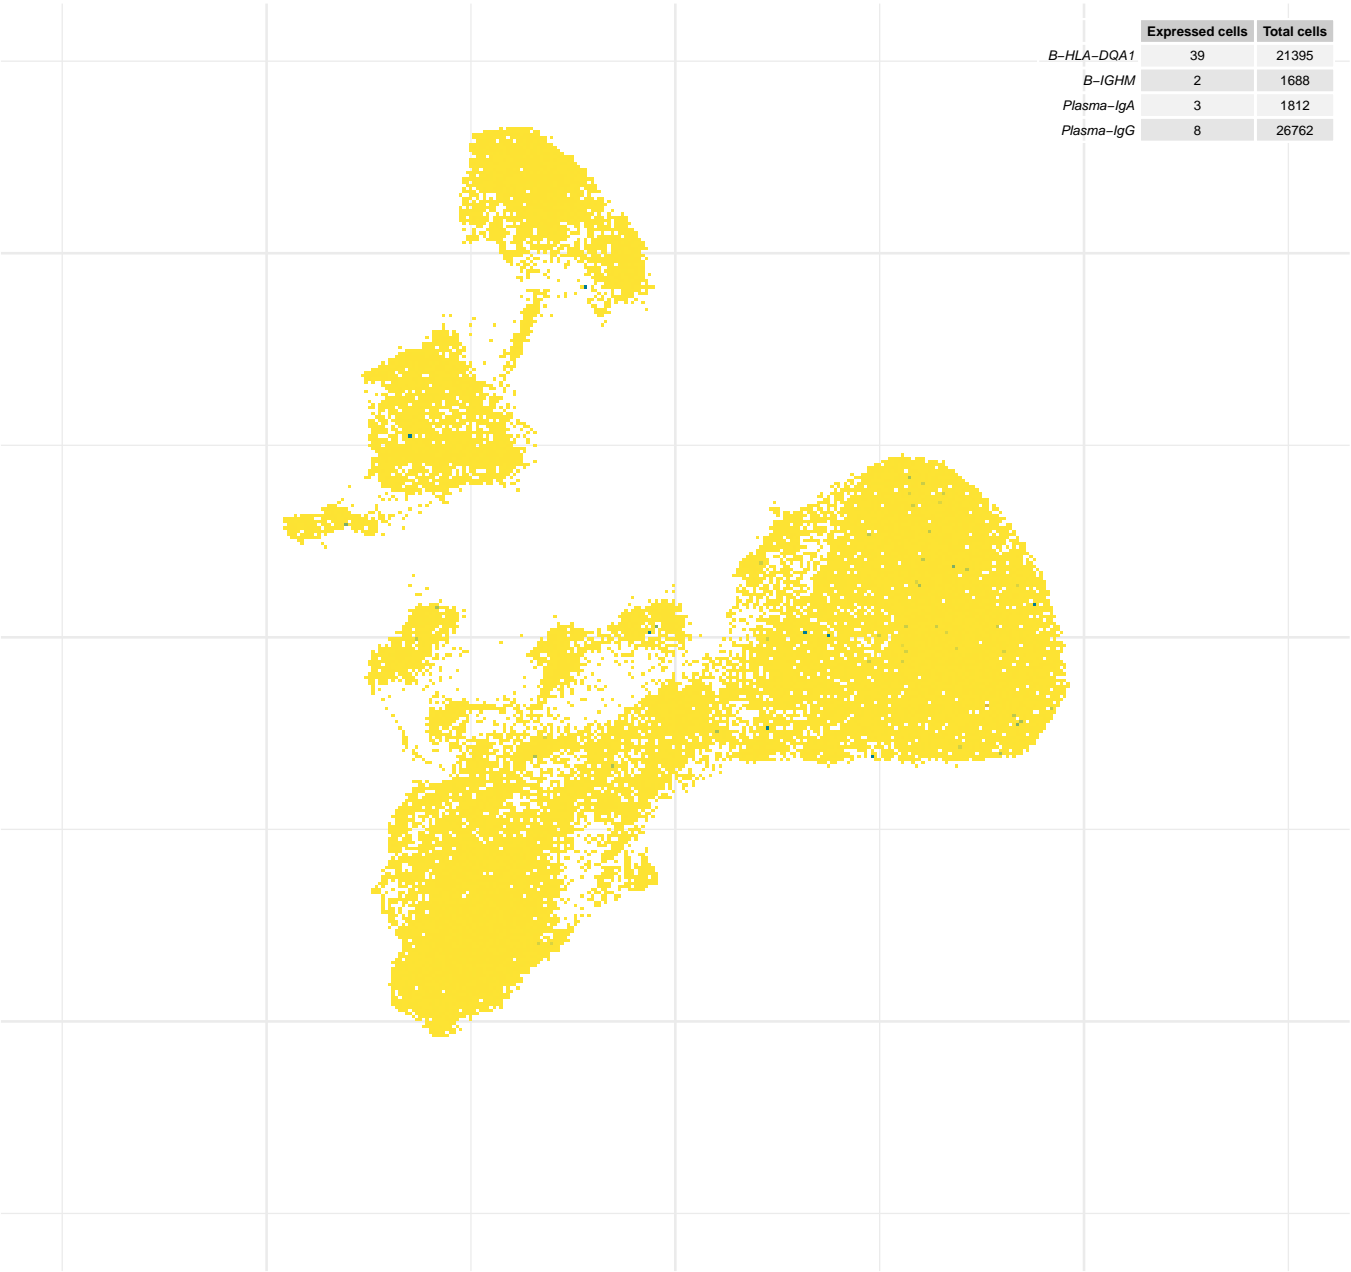 Expressed cells Total cells
B−HLA−DQA1 39 21395
B−IGHM 2 1688
Plasma−IgA 3 1812
Plasma−IgG 8 26762